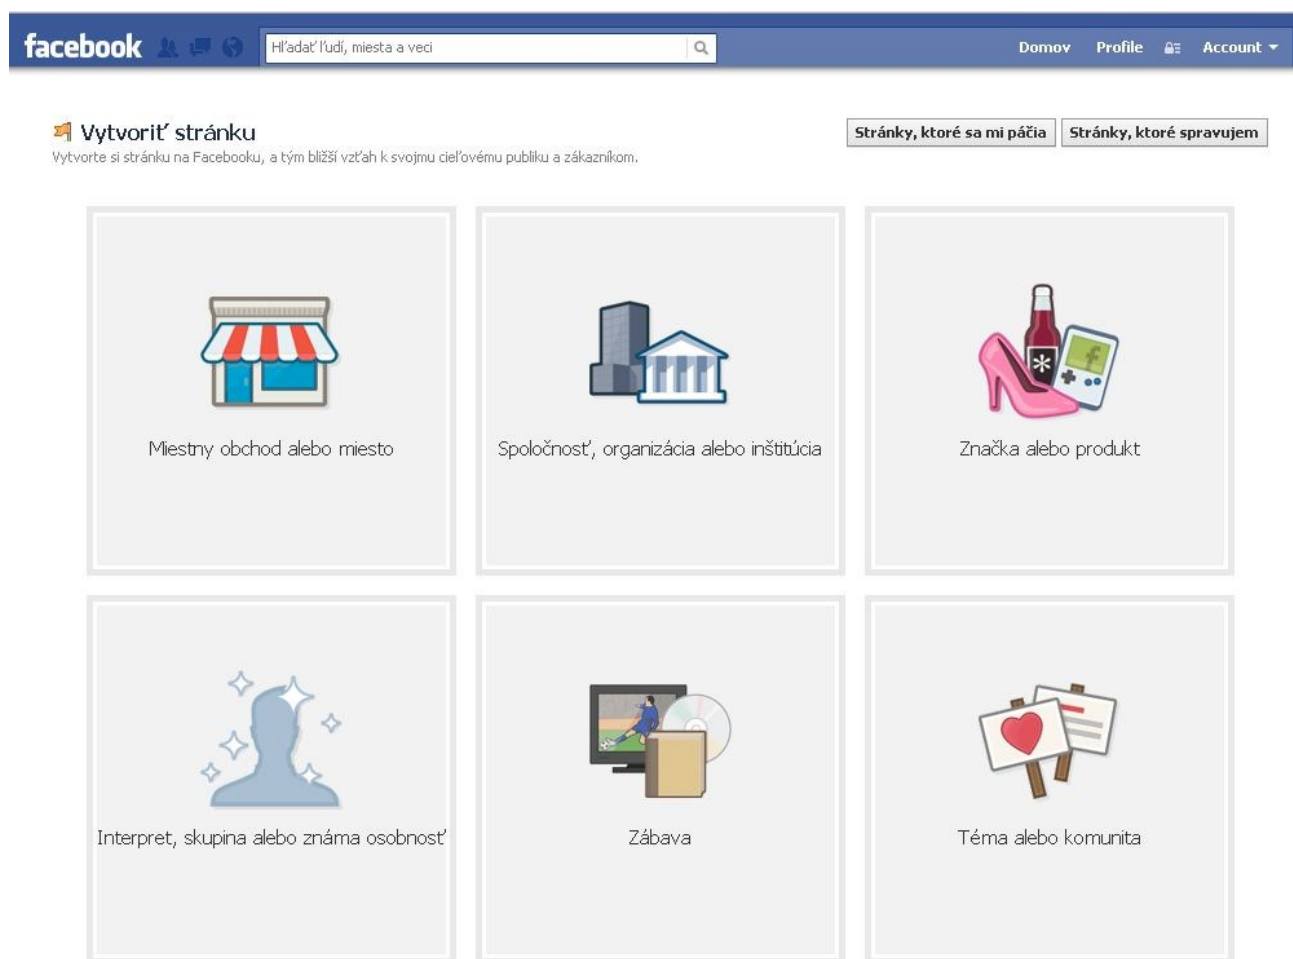 facebook Hľadať ľudí, miesta a veci Domov Profile Account
Vytvoriť stránku Stránky, ktoré sa mi páčia Stránky, ktoré spravujem
Vytvorte si stránku na Facebooku, a tým bližší vzťah k svojmu cieľovému publiku a zákazníkom.
Miestny obchod alebo miesto Spoločnosť, organizácia alebo inštitúcia Značka alebo produkt
Interpret, skupina alebo známa osobnosť Zábava Téma alebo komunita